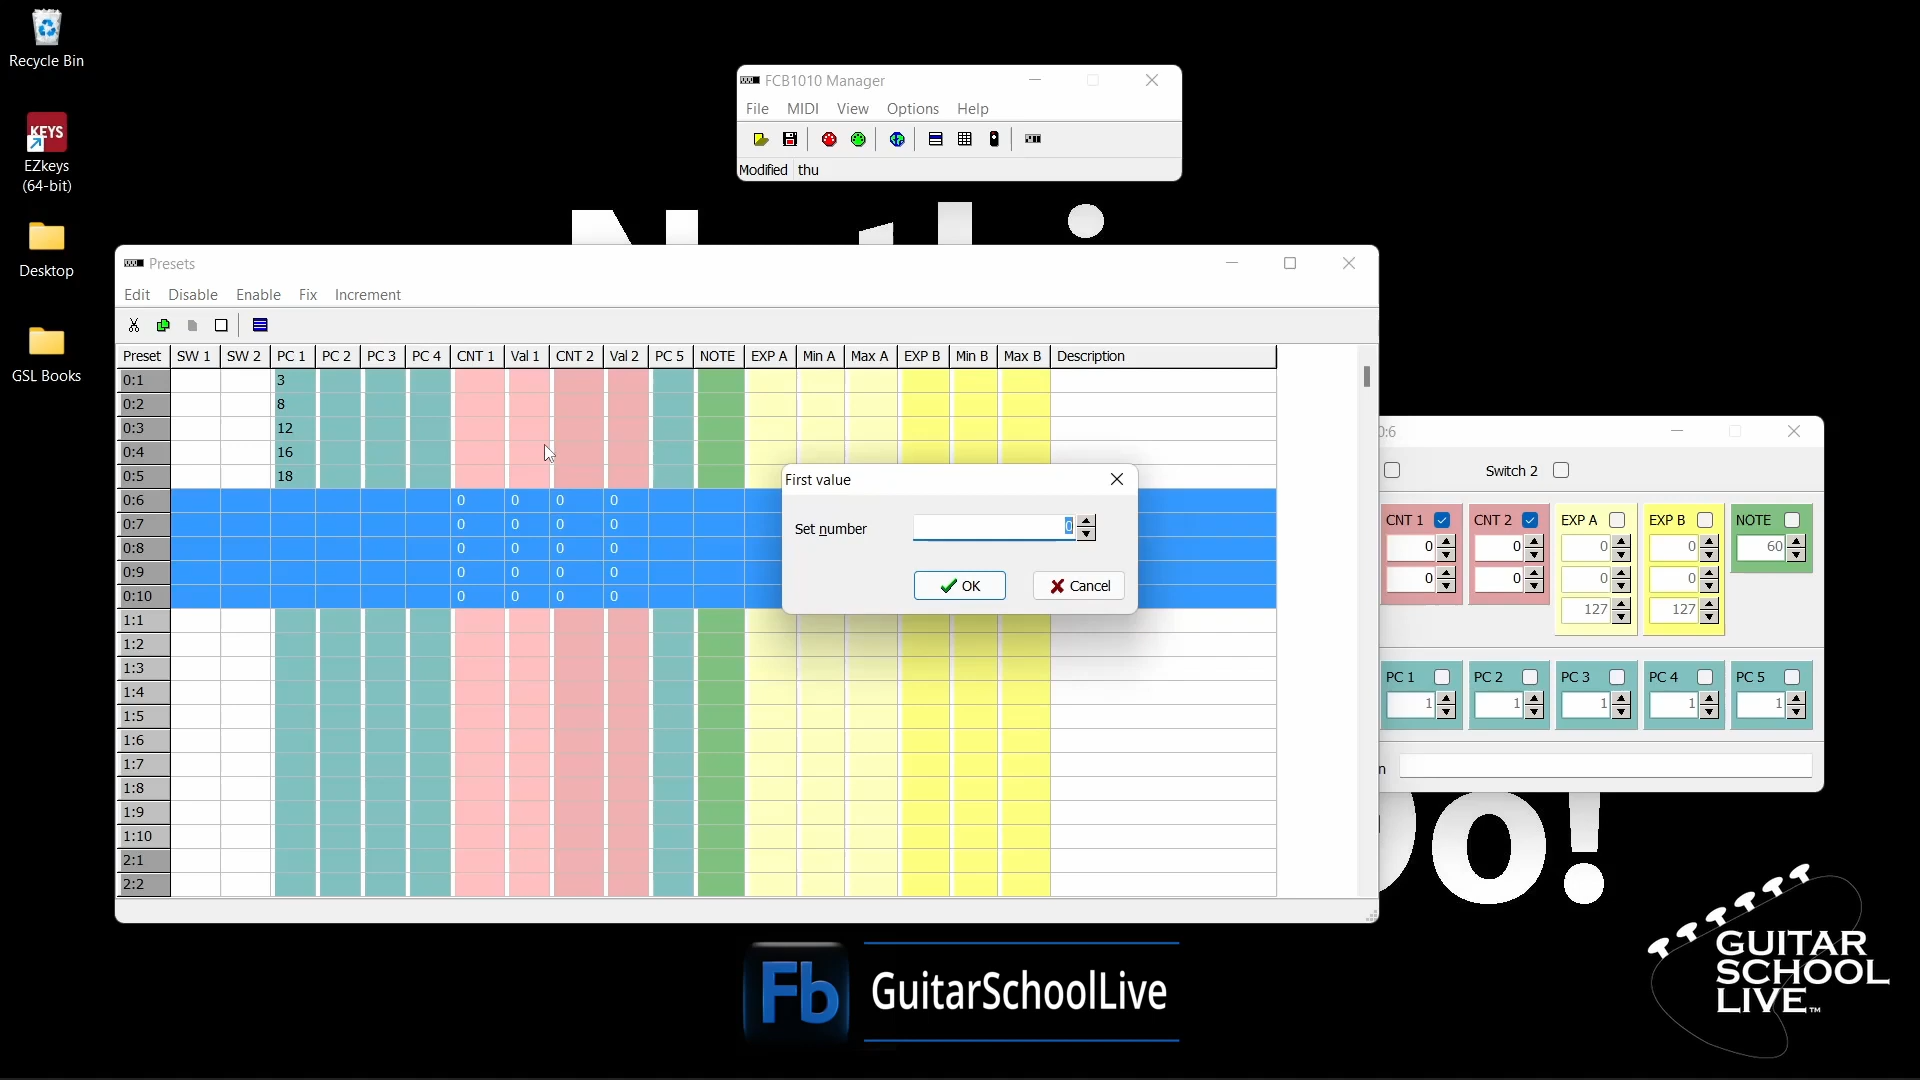 Recycle Bin
KEYS
EZkeys
(64-bit)
Desktop
GSL Books
FCB1010 Manager
File MIDI View Options Help
Modified thu
Presets
Edit Disable Enable Fix Increment
Preset SW 1 SW 2 PC 1 PC 2 PC 3 PC 4 CNT 1 Val 1 CNT 2 Val 2 PC 5 NOTE EXP A Min A Max A EXP B Min B Max B Description
0:1 3
0:2 8
0:3 12
0:4 16
0:5 18
0:6 0 0 0 0
0:7 0 0 0 0
0:8 0 0 0 0
0:9 0 0 0 0
0:10 0 0 0 0
1:1
1:2
1:3
1:4
1:5
1:6
1:7
1:8
1:9
1:10
2:1
2:2
First value
Set number 0
OK Cancel
0:6
Switch 2
CNT 1 CNT 2 EXP A EXP B NOTE
0 0 0 0 60
0 0 0 0
127 127
PC 1 PC 2 PC 3 PC 4 PC 5
1 1 1 1 1
n
Do!
Fb GuitarSchoolLive
GUITAR
SCHOOL
LIVE™